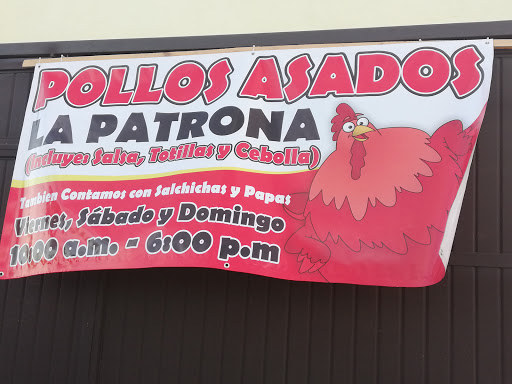 POLLOS ASADOS
LA PATRONA
(Incluyes Salsa, Totillas y Cebolla)
Tambien Contamos con Salchichas y Papas
Viernes, Sábado y Domingo
10:00 a.m. - 6:00 p.m